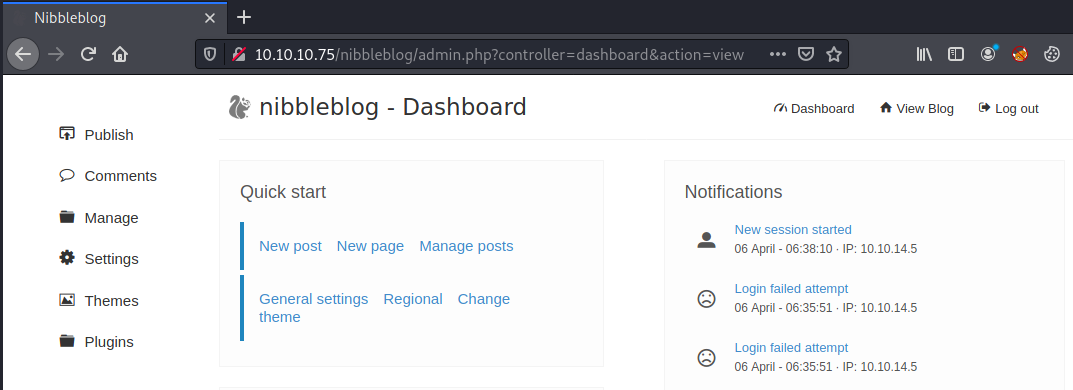 Nibbleblog
10.10.10.75/nibbleblog/admin.php?controller=dashboard&action=view
nibbleblog - Dashboard
Dashboard
View Blog
Log out
Publish
Comments
Manage
Settings
Themes
Plugins
Quick start
New post New page Manage posts
General settings Regional Change
theme
Notifications
New session started
06 April - 06:38:10 · IP: 10.10.14.5
Login failed attempt
06 April - 06:35:51 · IP: 10.10.14.5
Login failed attempt
06 April - 06:35:51 · IP: 10.10.14.5